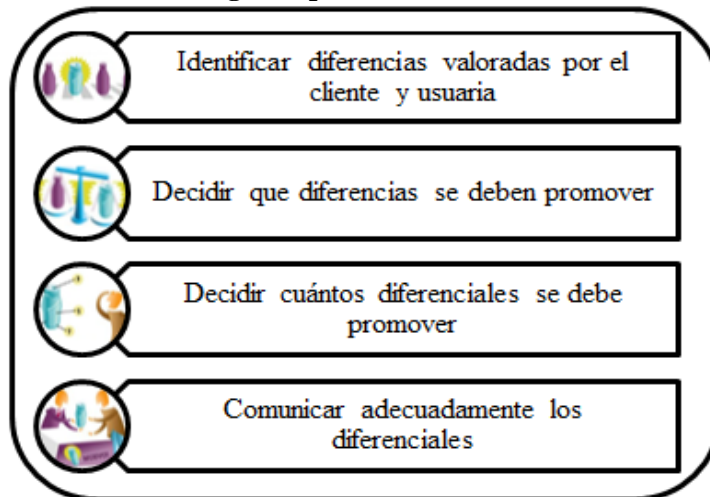 Identificar diferencias valoradas por el
cliente y usuaria
Decidir que diferencias se deben promover
Decidir cuántos diferenciales se debe
promover
Comunicar adecuadamente los
diferenciales